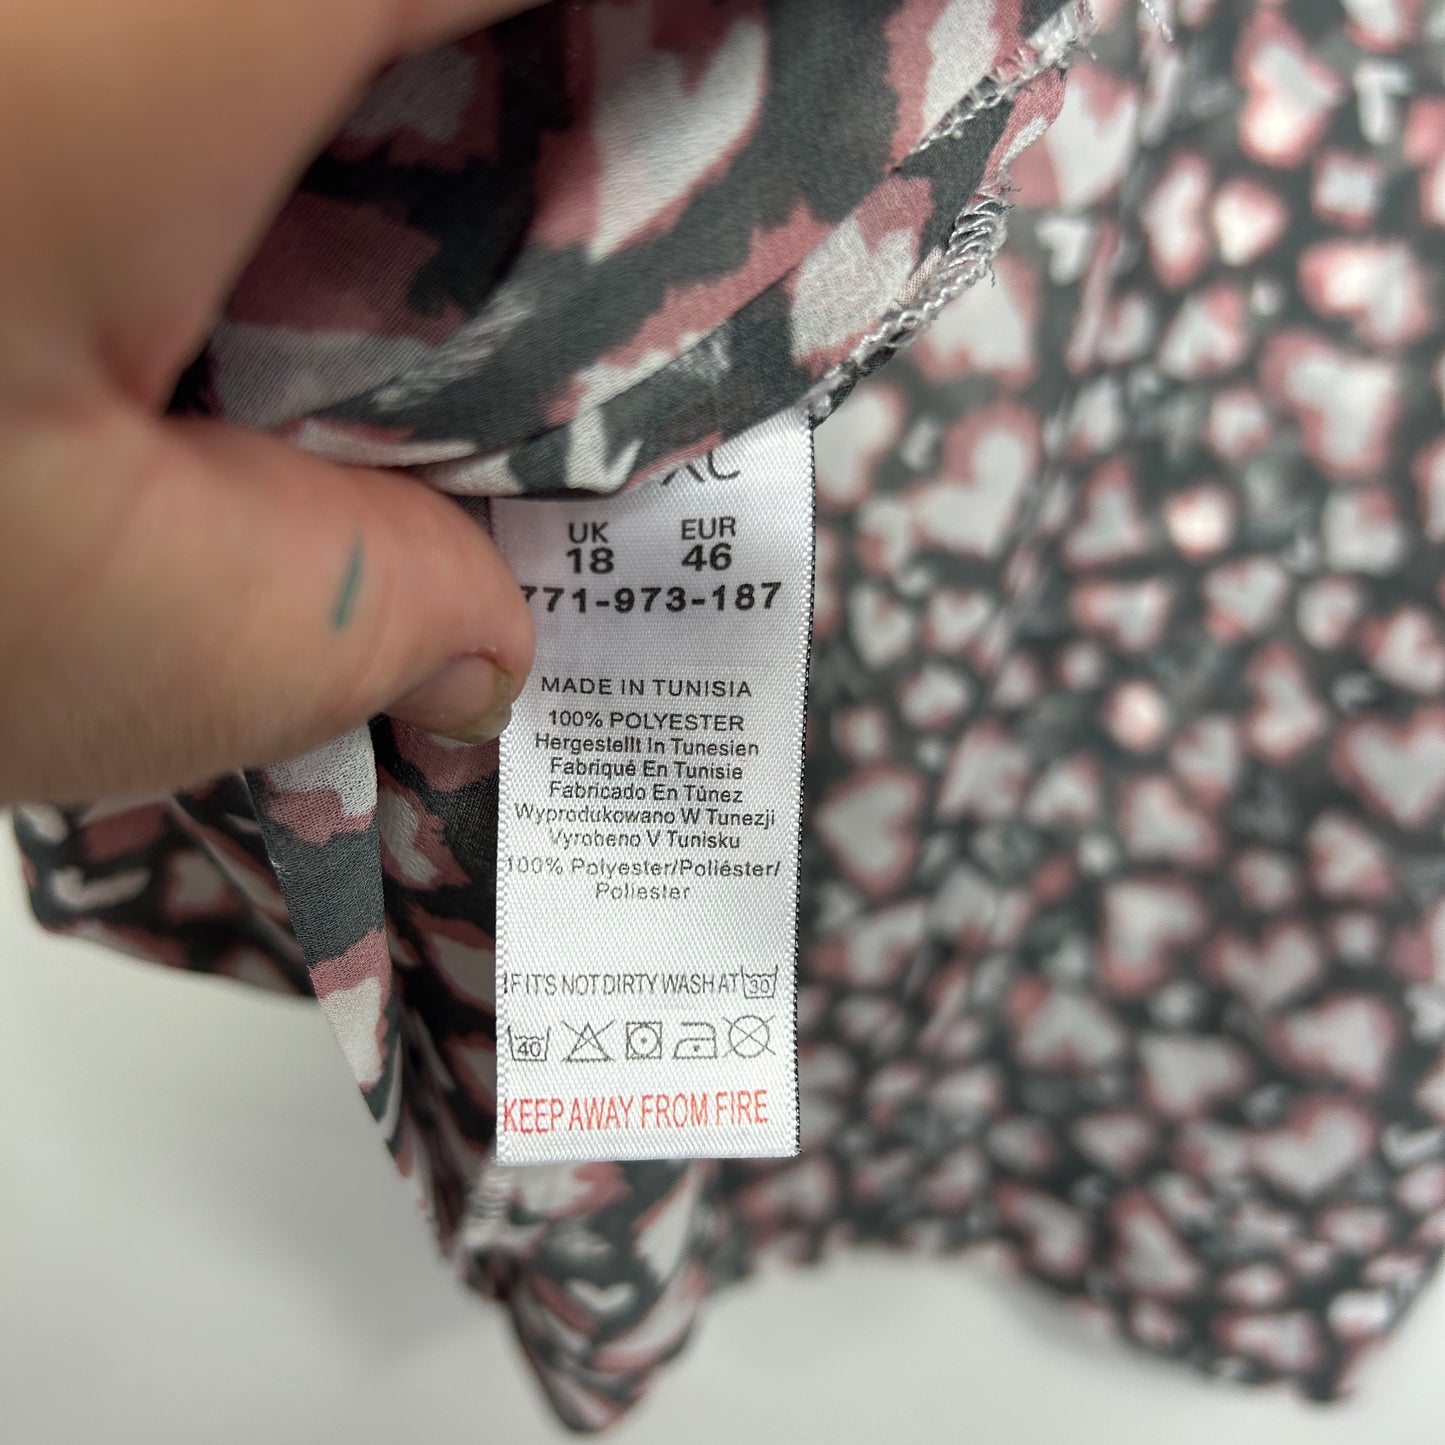 XL
UK EUR
18 46
771-973-187
MADE IN TUNISIA
100% POLYESTER
Hergestellt In Tunesien
Fabriqué En Tunisie
Fabricado En Túnez
Wyprodukowano W Tunezji
Vyrobeno V Tunisku
100% Polyester/Poliéster/
Poliester
IF IT'S NOT DIRTY WASH AT 30
40
KEEP AWAY FROM FIRE